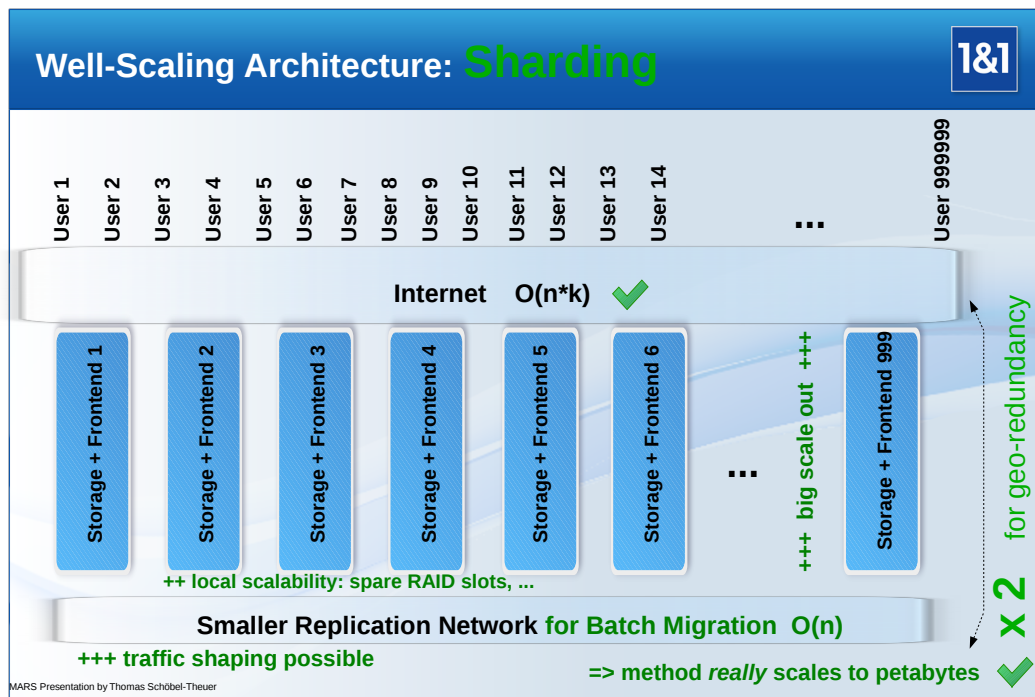 Well-Scaling Architecture: Sharding
1&1
User 1
User 2
User 3
User 4
User 5
User 6
User 7
User 8
User 9
User 10
User 11
User 12
User 13
User 14
...
User 999999
Internet O(n*k)
Storage + Frontend 1
Storage + Frontend 2
Storage + Frontend 3
Storage + Frontend 4
Storage + Frontend 5
Storage + Frontend 6
...
+++ big scale out +++
Storage + Frontend 999
x 2 for geo-redundancy
++ local scalability: spare RAID slots, ...
Smaller Replication Network for Batch Migration O(n)
+++ traffic shaping possible
=> method really scales to petabytes
MARS Presentation by Thomas Schöbel-Theuer